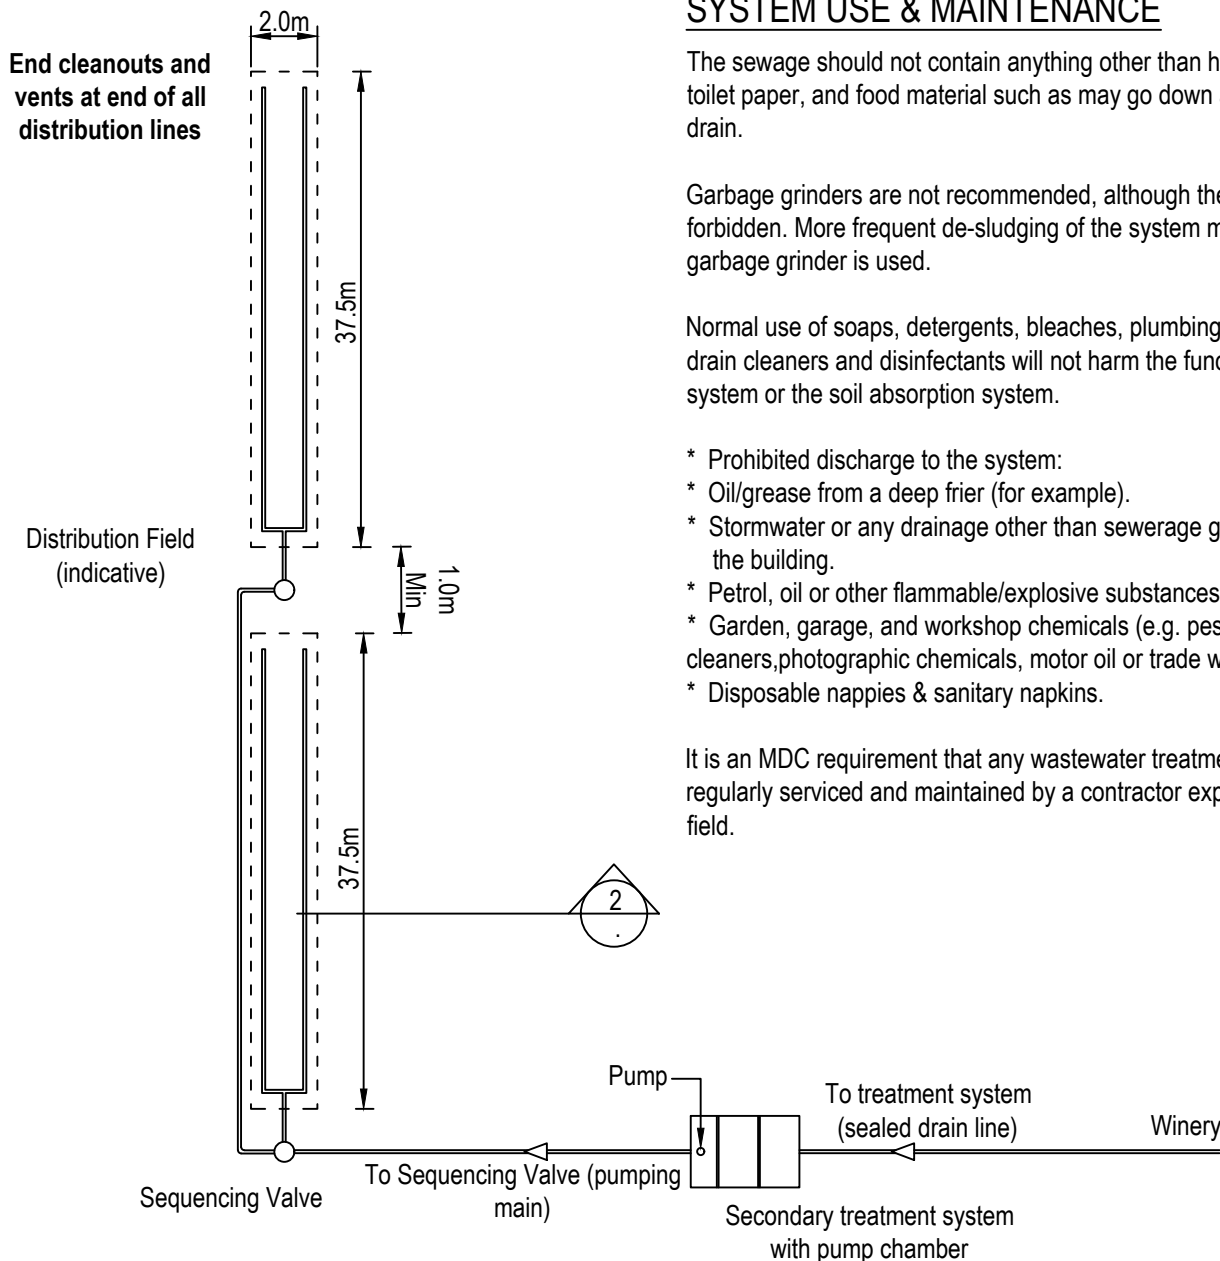 2.0m
End cleanouts and
vents at end of all
distribution lines
37.5m
Distribution Field
(indicative)
1.0m
Min
37.5m
2
.
Pump
To treatment system
(sealed drain line)
Winery
To Sequencing Valve (pumping
main)
Sequencing Valve
Secondary treatment system
with pump chamber
SYSTEM USE & MAINTENANCE
The sewage should not contain anything other than
toilet paper, and food material such as may go down
drain.
Garbage grinders are not recommended, although
forbidden. More frequent de-sludging of the system
garbage grinder is used.
Normal use of soaps, detergents, bleaches, plumbing
drain cleaners and disinfectants will not harm the
system or the soil absorption system.
* Prohibited discharge to the system:
* Oil/grease from a deep frier (for example).
* Stormwater or any drainage other than sewerage
the building.
* Petrol, oil or other flammable/explosive substances
* Garden, garage, and workshop chemicals (e.g.
cleaners,photographic chemicals, motor oil or trade
* Disposable nappies & sanitary napkins.
It is an MDC requirement that any wastewater
regularly serviced and maintained by a contractor
field.